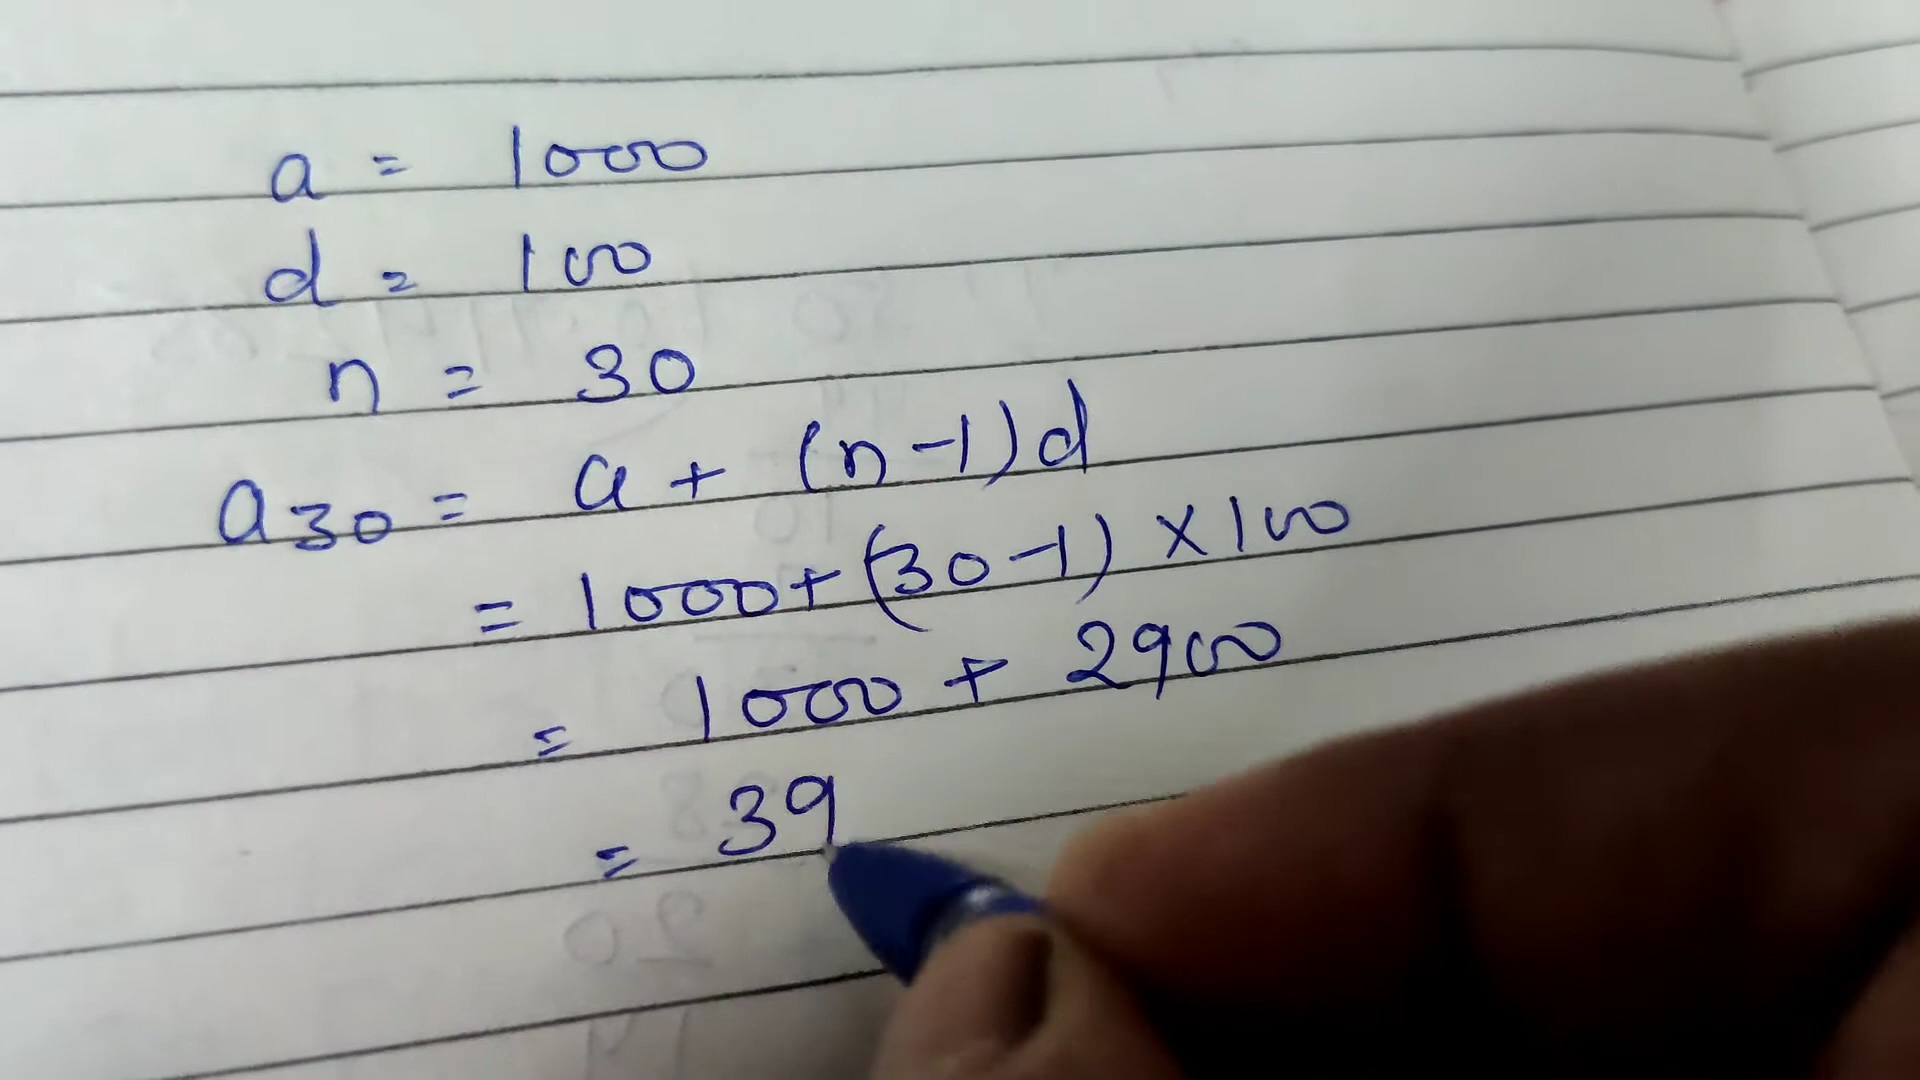 a = 1000
d = 100
n = 30
a30 = a + (n-1)d
= 1000 + (30-1) × 100
= 1000 + 2900
= 39